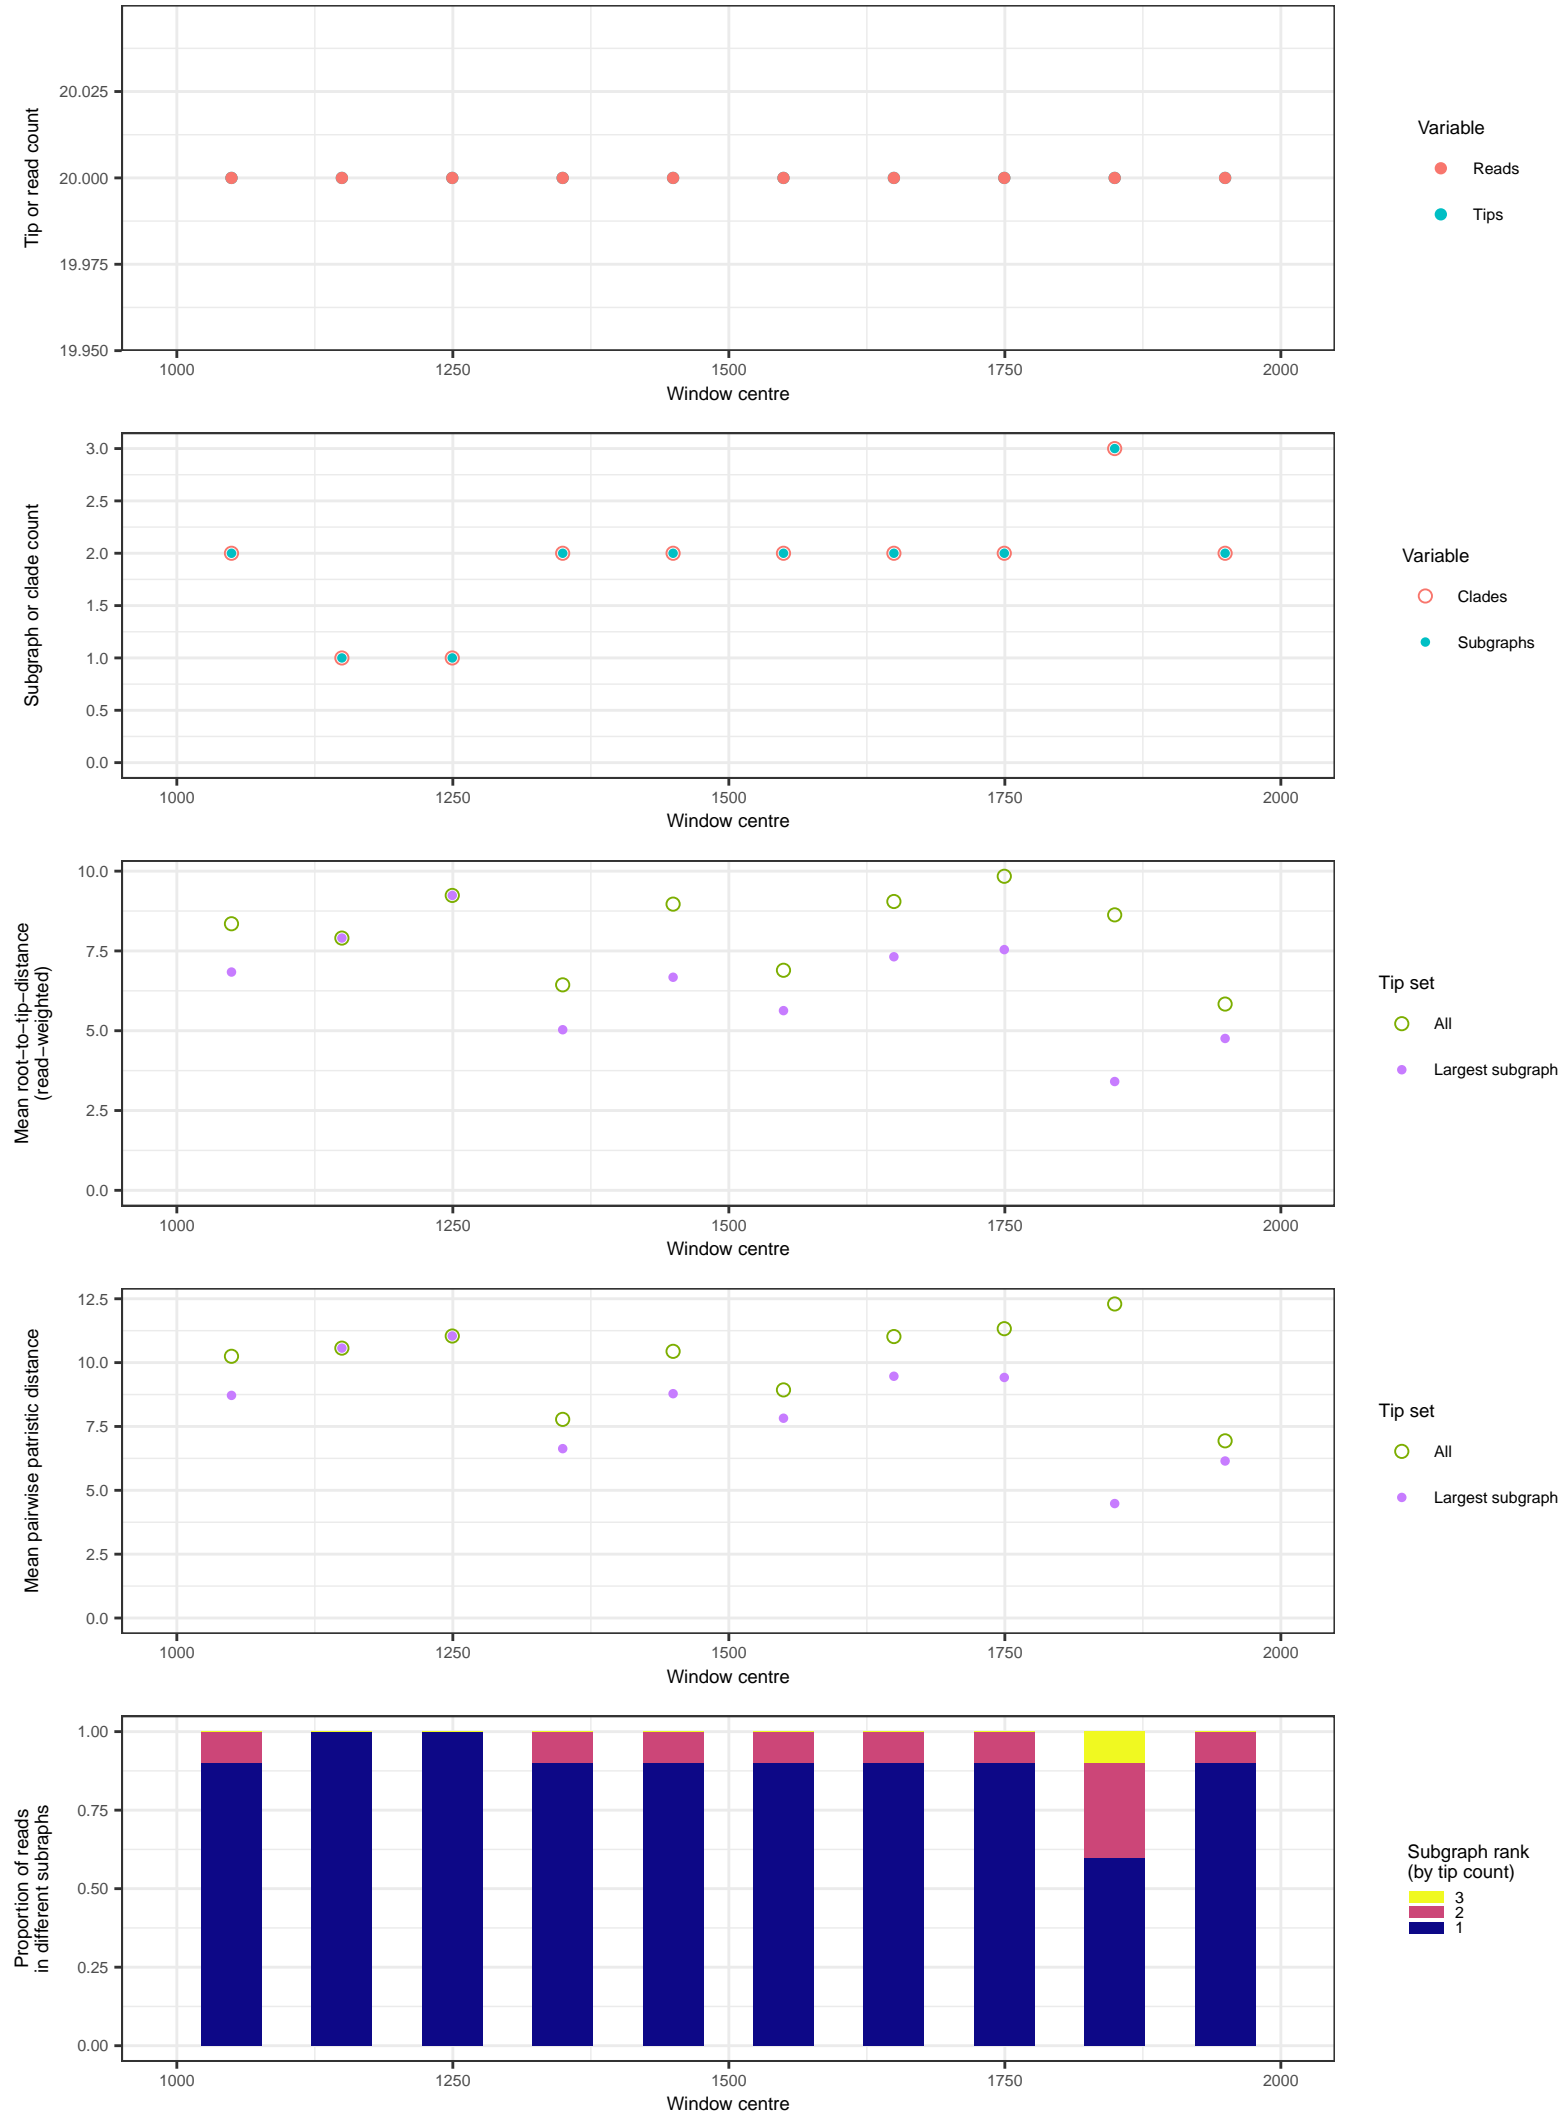 20.025
20.000
19.975
19.950
Tip or read count
1000 1250 1500 1750 2000
Window centre
Variable
Reads
Tips
3.0
2.5
2.0
1.5
1.0
0.5
0.0
Subgraph or clade count
1000 1250 1500 1750 2000
Window centre
Variable
Clades
Subgraphs
10.0
7.5
5.0
2.5
0.0
Mean root−to−tip−distance
(read−weighted)
1000 1250 1500 1750 2000
Window centre
Tip set
All
Largest subgraph
12.5
10.0
7.5
5.0
2.5
0.0
Mean pairwise patristic distance
1000 1250 1500 1750 2000
Window centre
Tip set
All
Largest subgraph
1.00
0.75
0.50
0.25
0.00
Proportion of reads
in different subraphs
1000 1250 1500 1750 2000
Window centre
Subgraph rank
(by tip count)
3
2
1